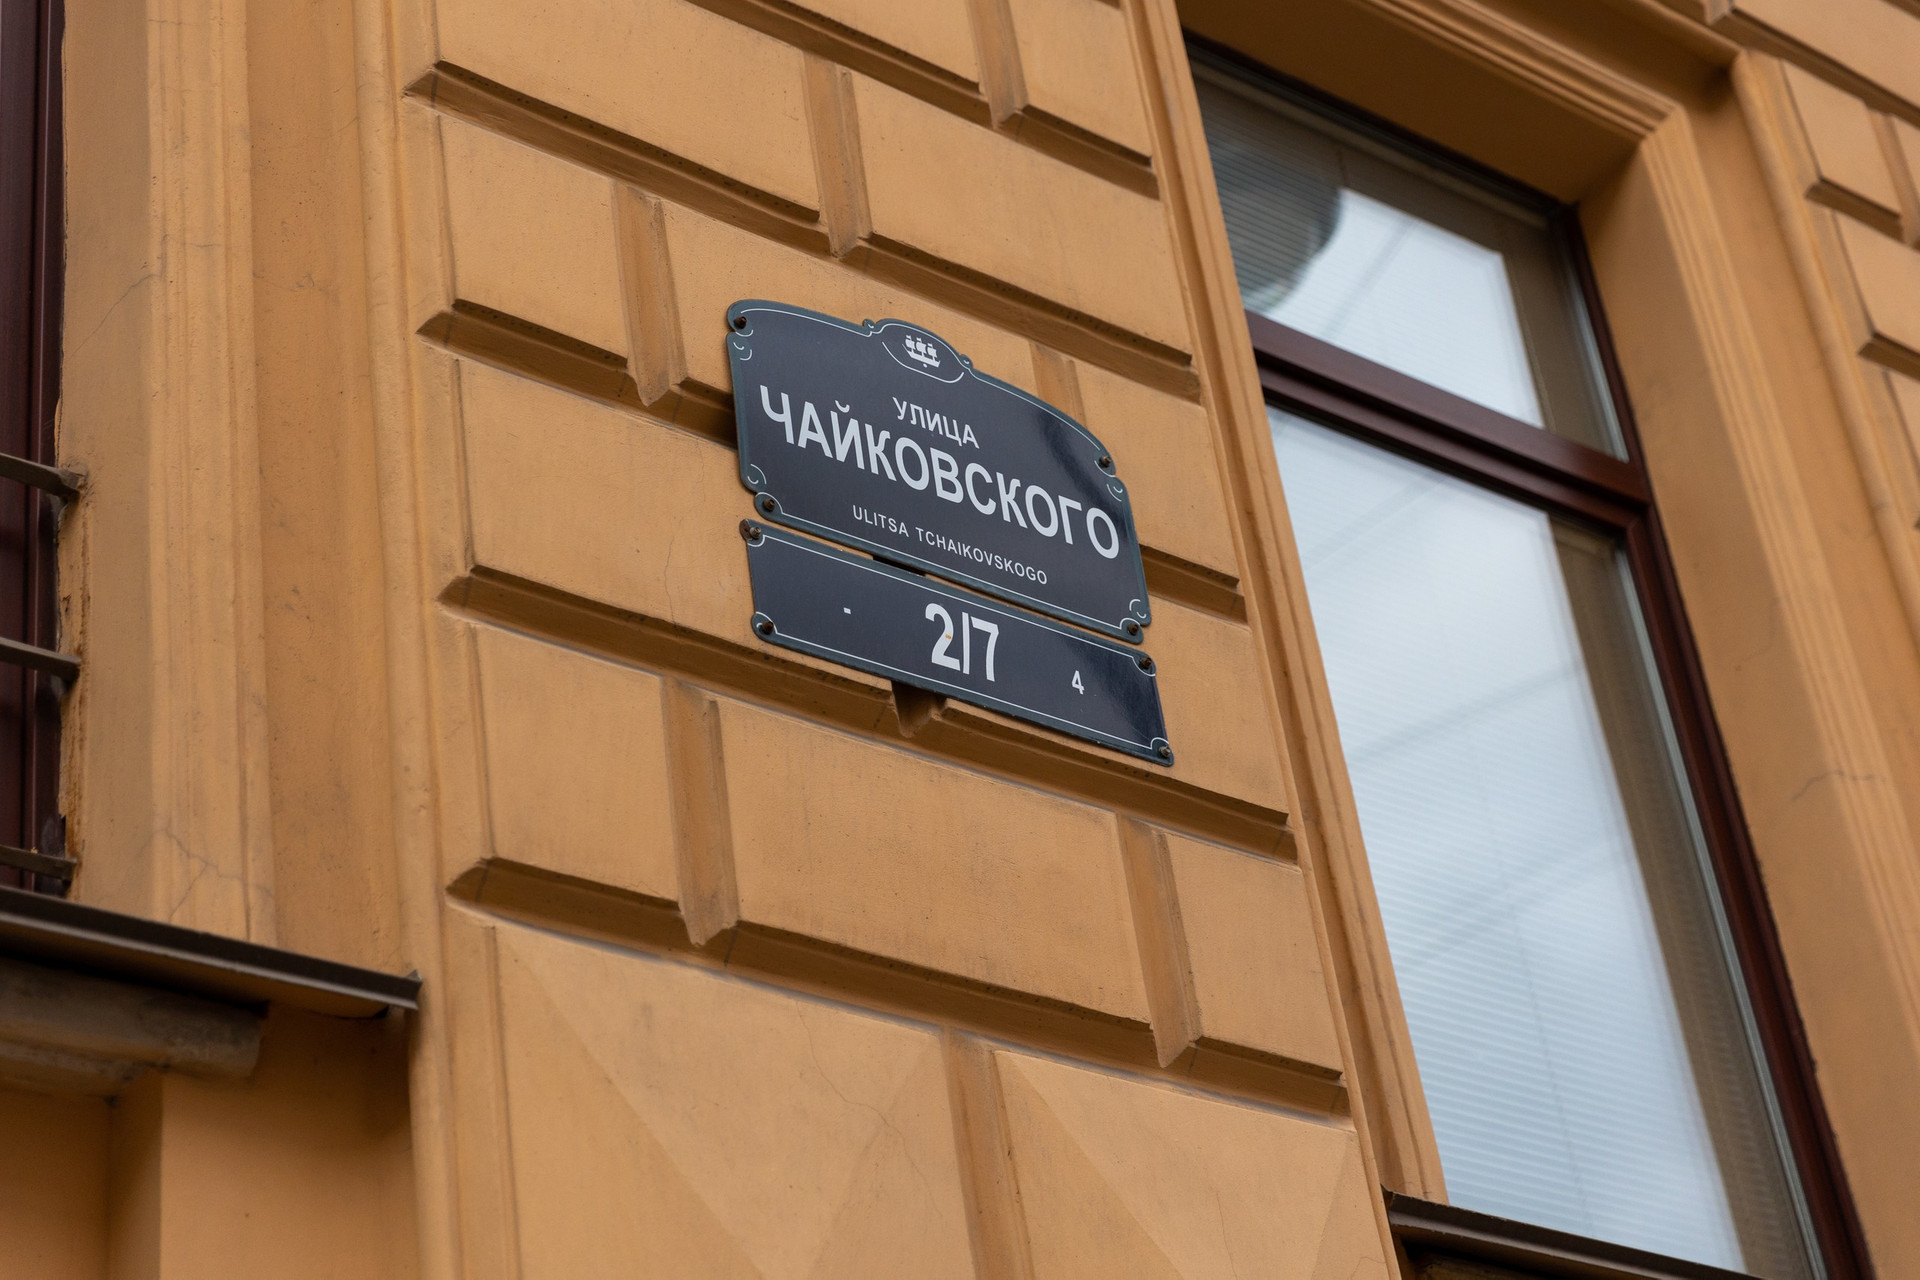 УЛИЦА
ЧАЙКОВСКОГО
ULITSA TCHAIKOVSKOGO
- 2/7 4